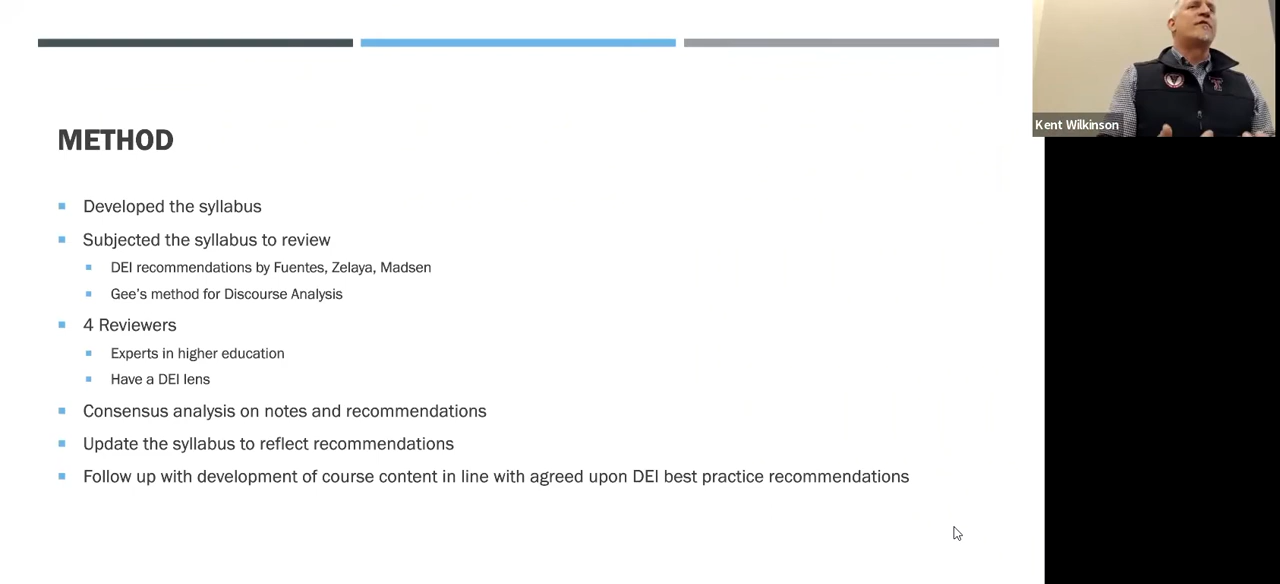 METHOD
Developed the syllabus
Subjected the syllabus to review
DEI recommendations by Fuentes, Zelaya, Madsen
Gee's method for Discourse Analysis
4 Reviewers
Experts in higher education
Have a DEI lens
Consensus analysis on notes and recommendations
Update the syllabus to reflect recommendations
Follow up with development of course content in line with agreed upon DEI best practice recommendations
Kent Wilkinson